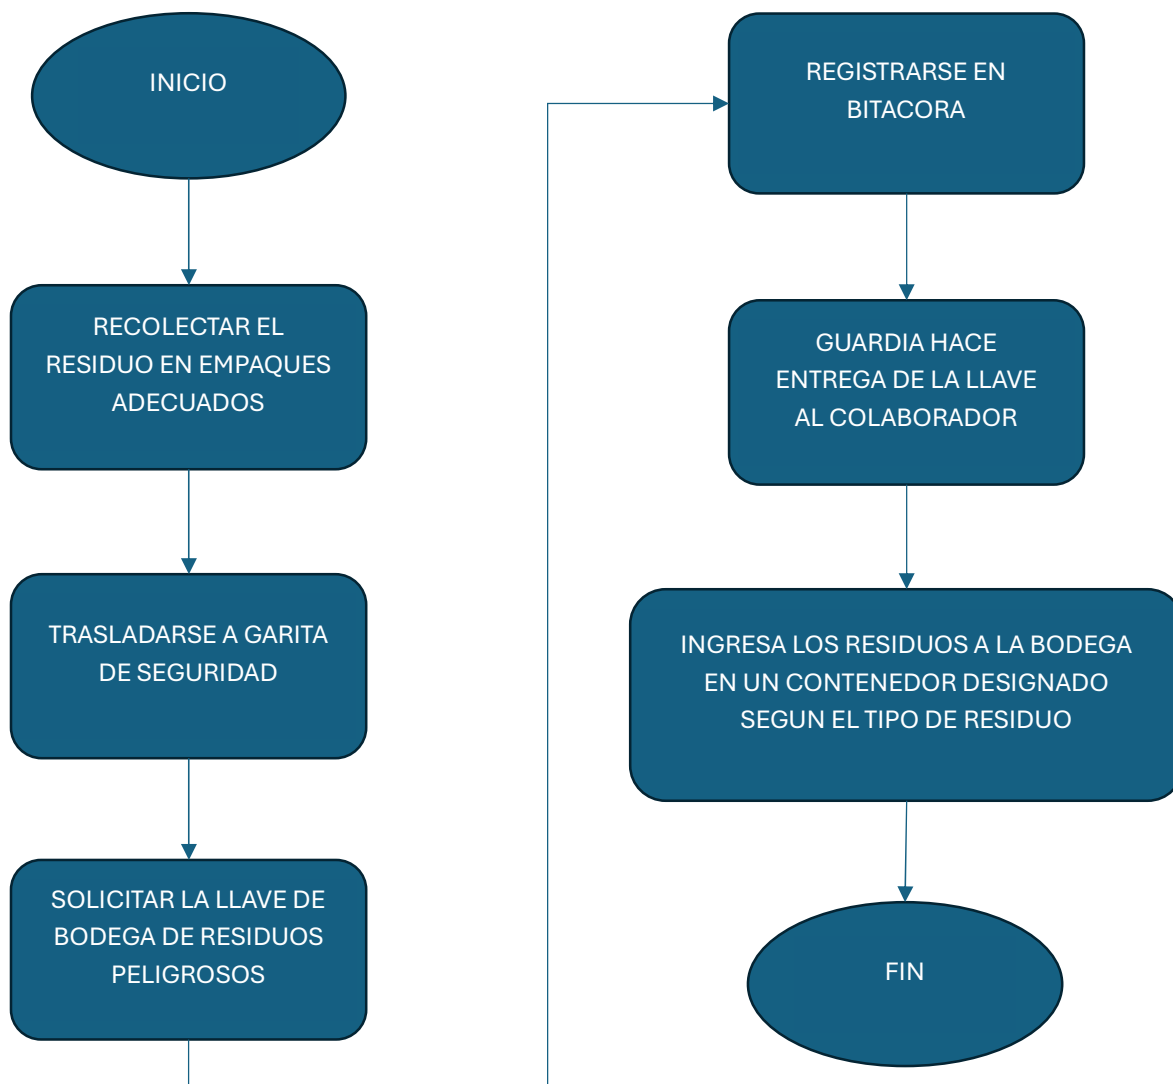 INICIO
RECOLECTAR EL
RESIDUO EN EMPAQUES
ADECUADOS
TRASLADARSE A GARITA
DE SEGURIDAD
SOLICITAR LA LLAVE DE
BODEGA DE RESIDUOS
PELIGROSOS
REGISTRARSE EN
BITACORA
GUARDIA HACE
ENTREGA DE LA LLAVE
AL COLABORADOR
INGRESA LOS RESIDUOS A LA BODEGA
EN UN CONTENEDOR DESIGNADO
SEGUN EL TIPO DE RESIDUO
FIN